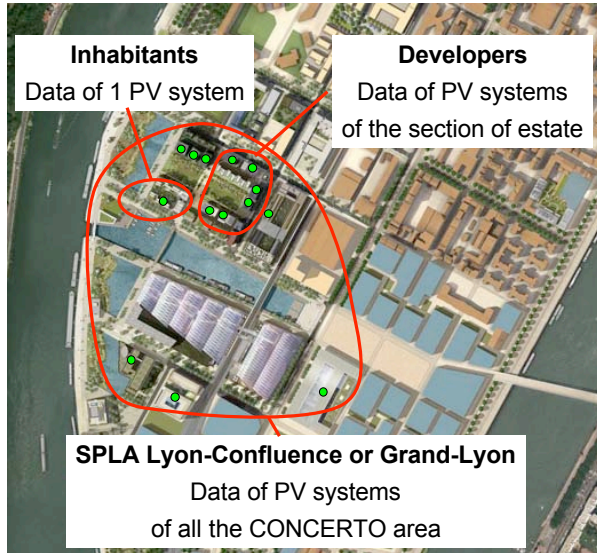 Inhabitants
Data of 1 PV system
Developers
Data of PV systems
of the section of estate
SPLA Lyon-Confluence or Grand-Lyon
Data of PV systems
of all the CONCERTO area